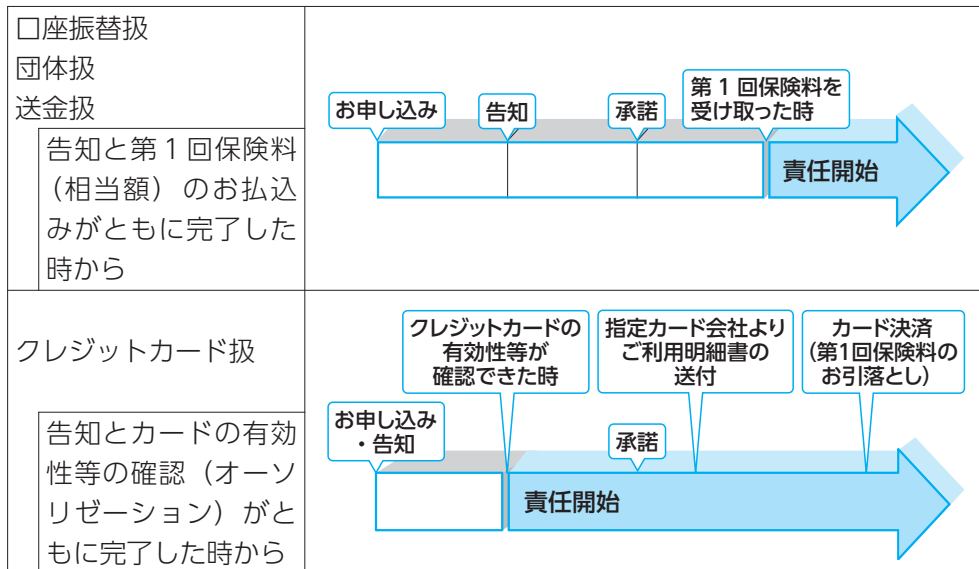 口座振替扱
団体扱
送金扱
告知と第1回保険料
（相当額）のお払込
みがともに完了した
時から
お申し込み
告知
承諾
第1回保険料を
受け取った時
責任開始
クレジットカード扱
告知とカードの有効
性等の確認（オーソ
リゼーション）がと
もに完了した時から
お申し込み
・告知
クレジットカードの
有効性等が
確認できた時
承諾
指定カード会社より
ご利用明細書の
送付
カード決済
(第1回保険料の
お引落とし)
責任開始